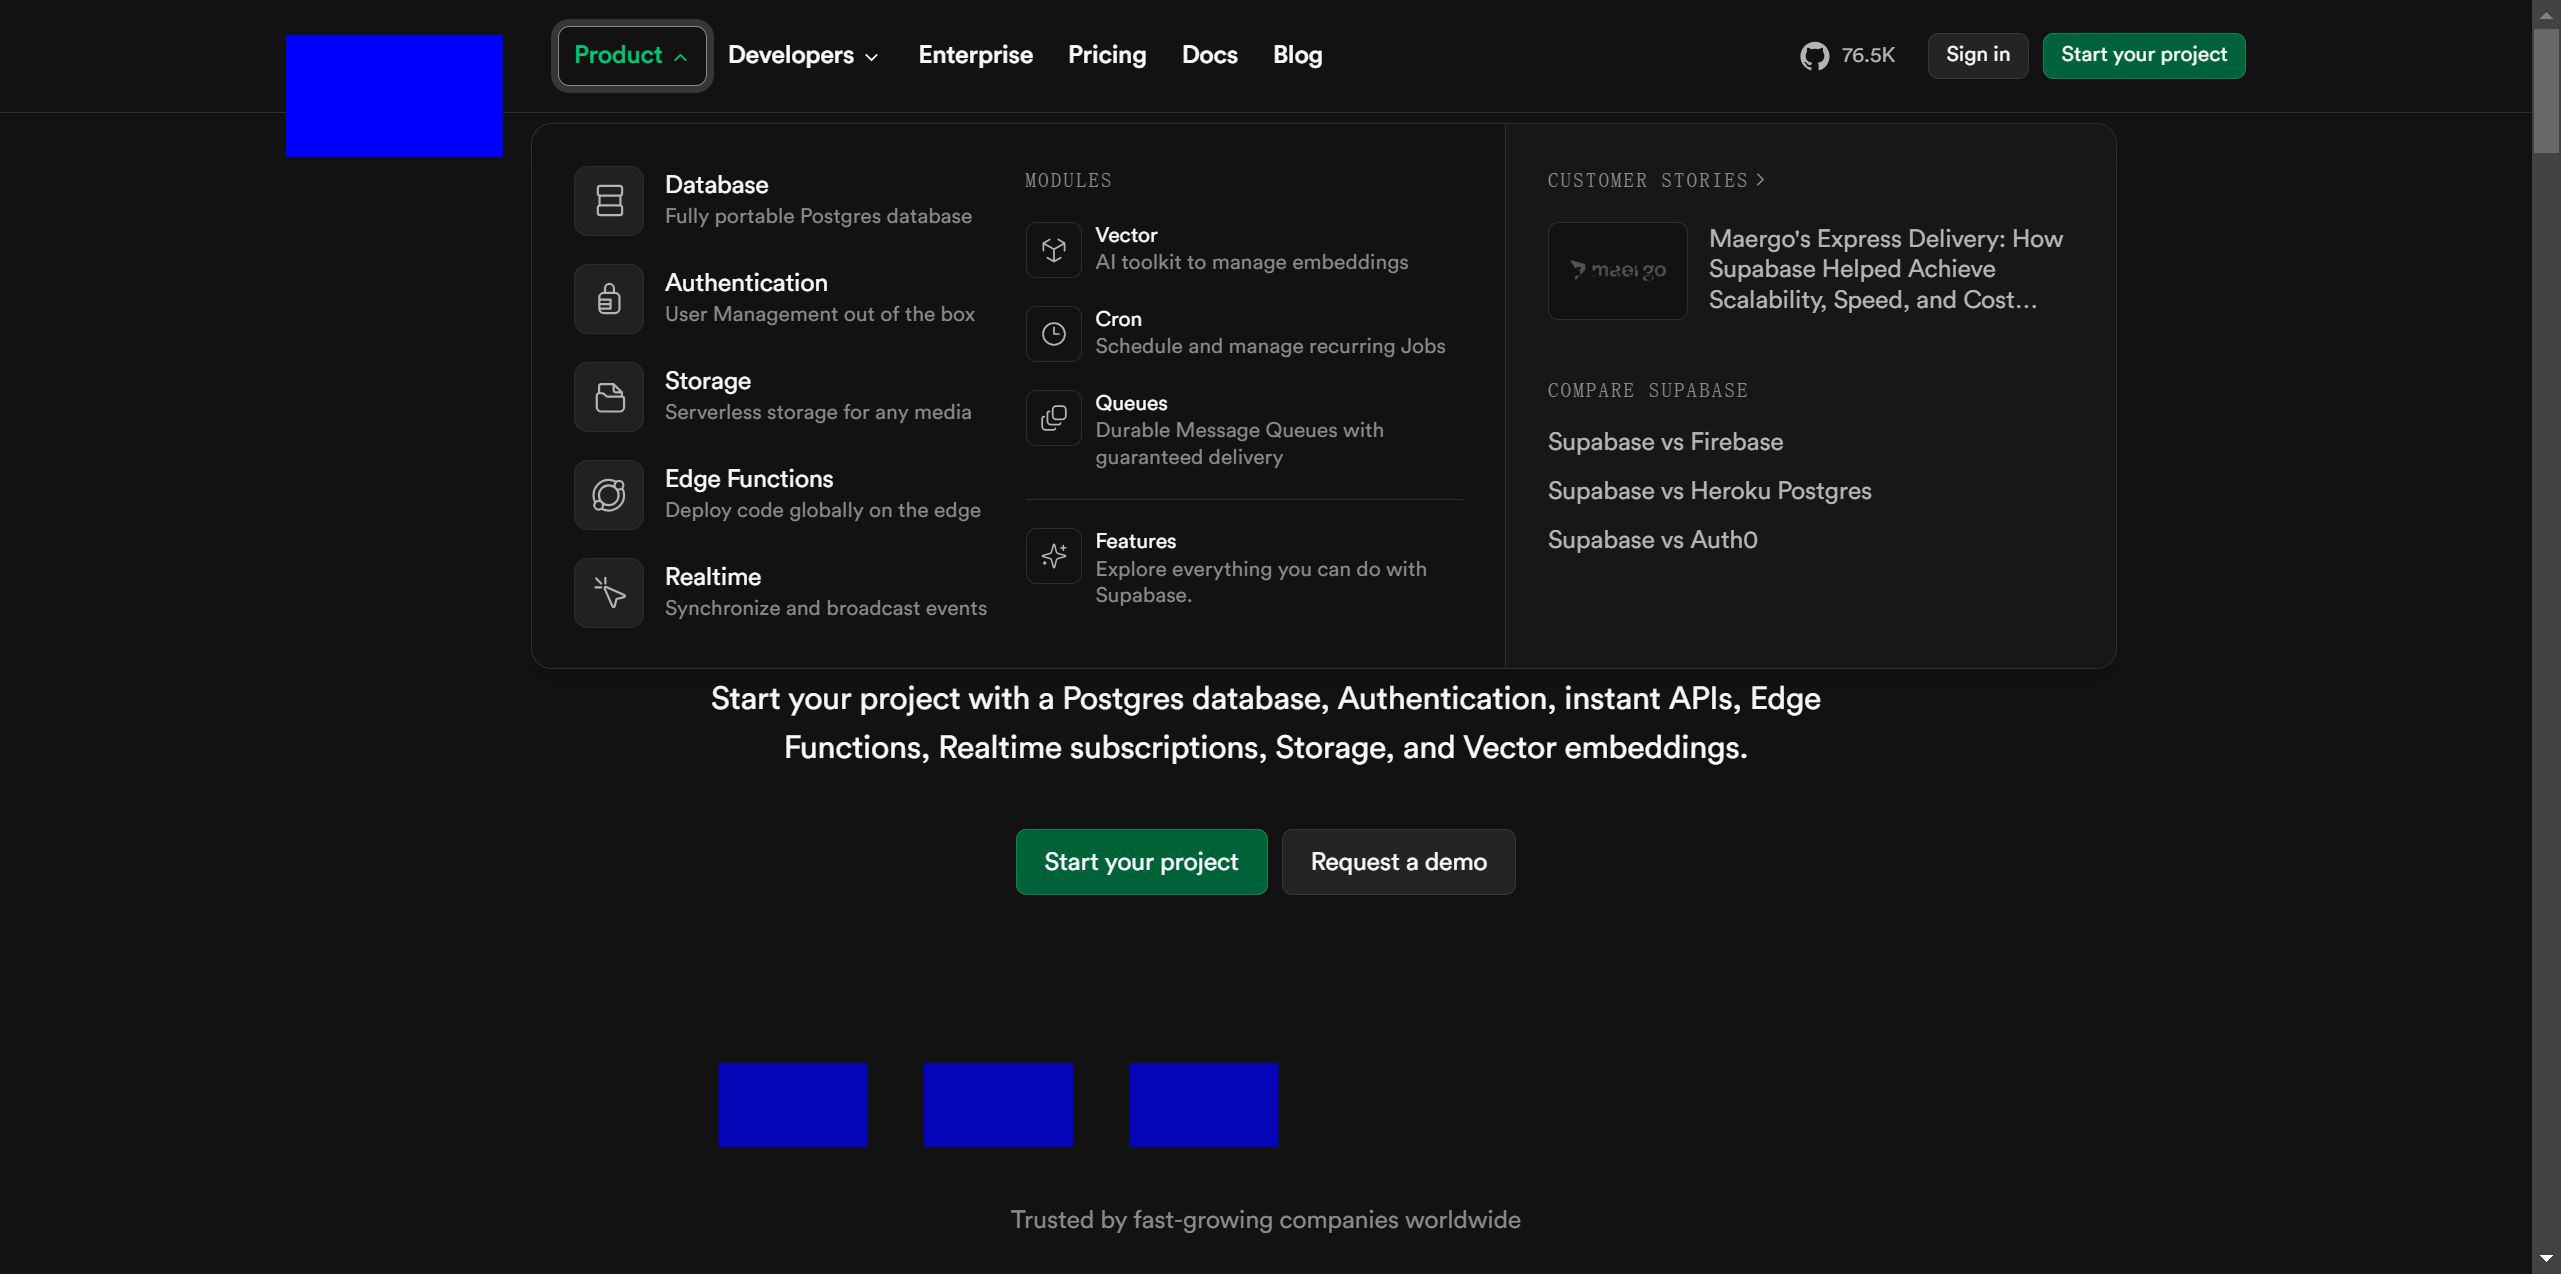 Product
Developers
Enterprise
Pricing
Docs
Blog
76.5K
Sign in
Start your project
Database
Fully portable Postgres database
Authentication
User Management out of the box
Storage
Serverless storage for any media
Edge Functions
Deploy code globally on the edge
Realtime
Synchronize and broadcast events
MODULES
Vector
AI toolkit to manage embeddings
Cron
Schedule and manage recurring Jobs
Queues
Durable Message Queues with
guaranteed delivery
Features
Explore everything you can do with
Supabase.
CUSTOMER STORIES
maergo
Maergo's Express Delivery: How
Supabase Helped Achieve
Scalability, Speed, and Cost...
COMPARE SUPABASE
Supabase vs Firebase
Supabase vs Heroku Postgres
Supabase vs Auth0
Start your project with a Postgres database, Authentication, instant APIs, Edge
Functions, Realtime subscriptions, Storage, and Vector embeddings.
Start your project
Request a demo
Trusted by fast-growing companies worldwide